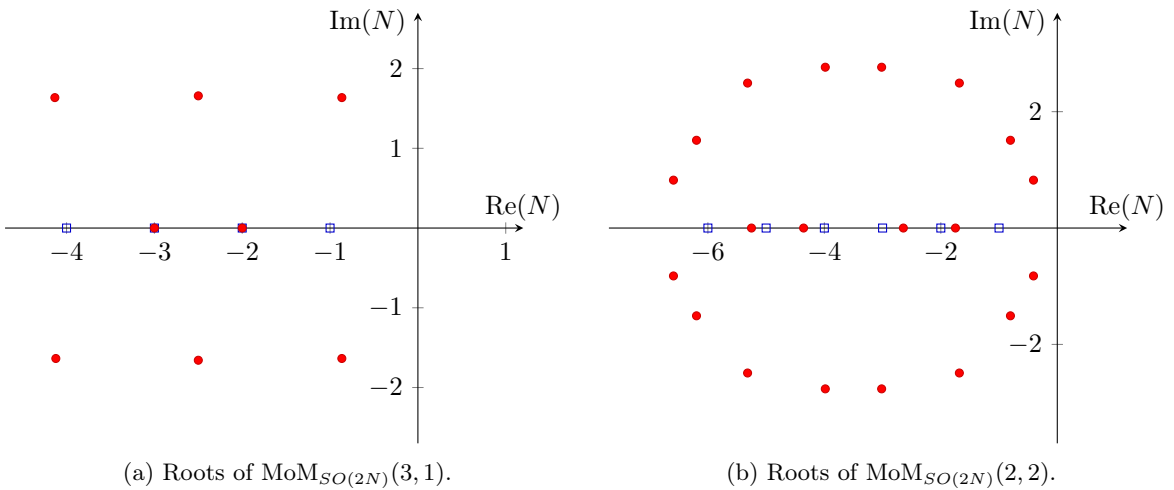 Im(N)
2
1
Re(N)
−4 −3 −2 −1 1
−1
−2
(a) Roots of MoM_{SO(2N)}(3, 1).
Im(N)
2
Re(N)
−6 −4 −2
−2
(b) Roots of MoM_{SO(2N)}(2, 2).